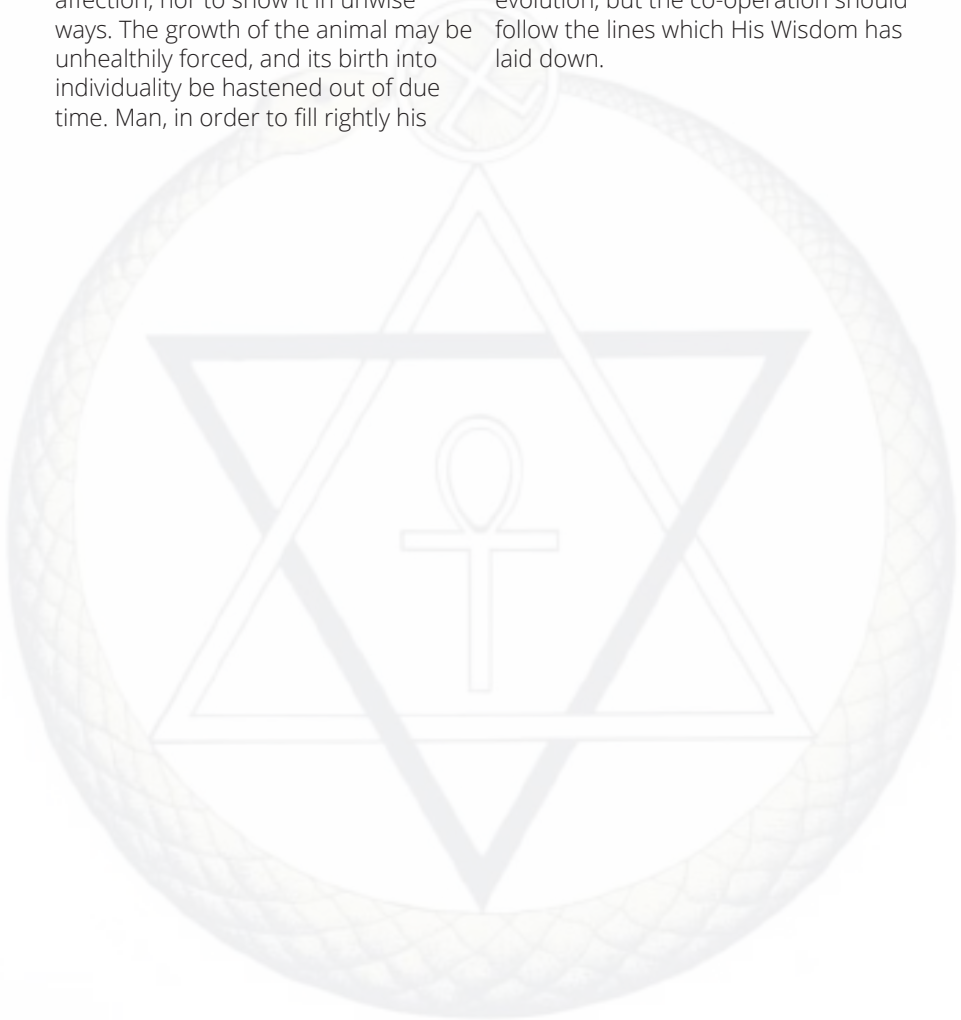 affection, nor to show it in unwise
ways. The growth of the animal may be
unhealthily forced, and its birth into
individuality be hastened out of due
time. Man, in order to fill rightly his
evolution, but the co-operation should
follow the lines which His Wisdom has
laid down.